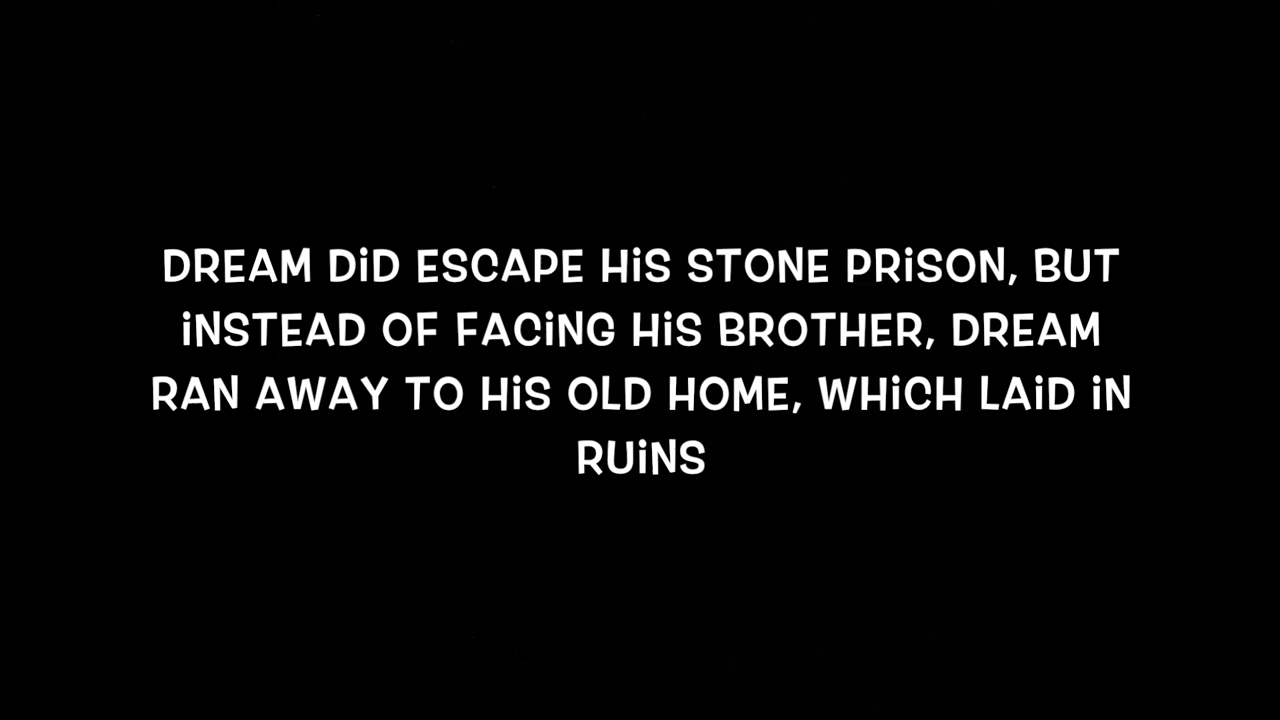 DREAM DiD ESCAPE HiS STONE PRiSON, BUT
iNSTEAD OF FACiNG HiS BROTHER, DREAM
RAN AWAY TO HiS OLD HOME, WHiCH LAiD iN
RUiNS